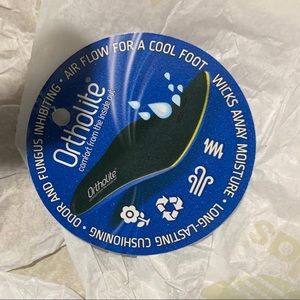 • AIR FLOW FOR A COOL FOOT • WICKS AWAY MOISTURE • LONG-LASTING CUSHIONING • ODOR AND FUNGUS INHIBITING
Ortholite®
comfort from the inside out.
Ortholite®